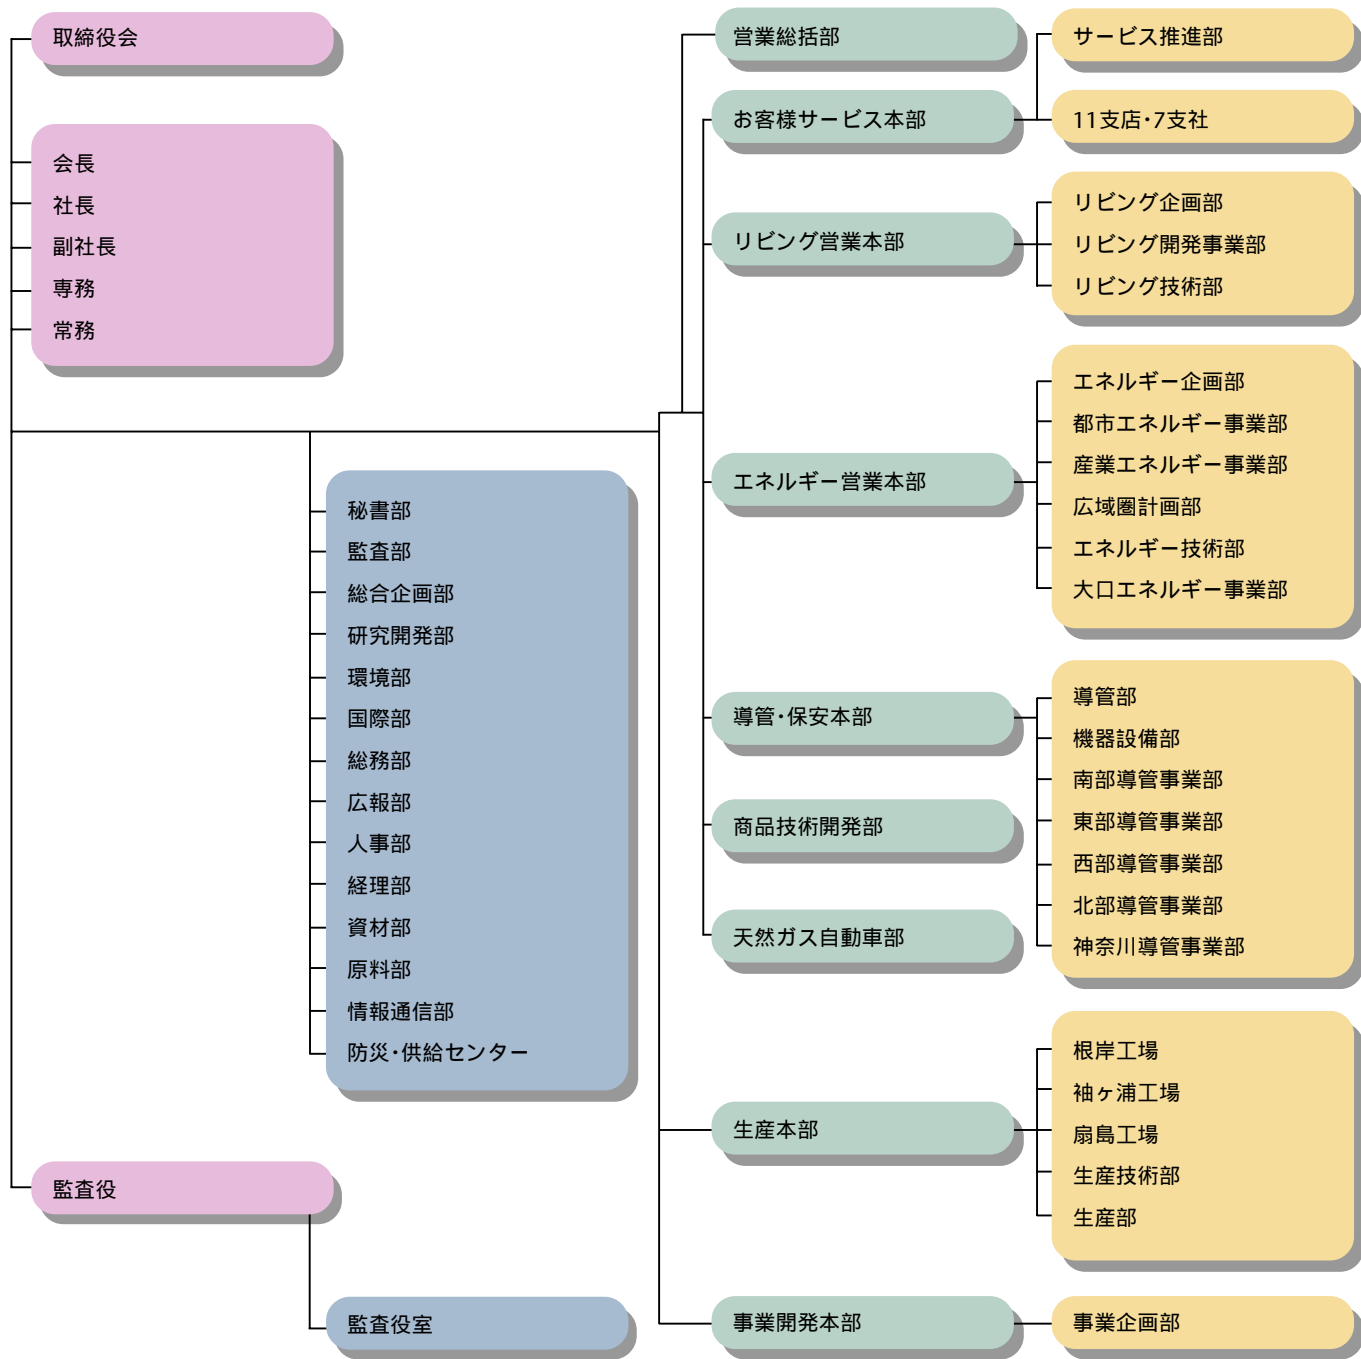 取締役会
会長
社長
副社長
専務
常務
秘書部
監査部
総合企画部
研究開発部
環境部
国際部
総務部
広報部
人事部
経理部
資材部
原料部
情報通信部
防災・供給センター
監査役
監査役室
営業総括部
お客様サービス本部
サービス推進部
11支店・7支社
リビング営業本部
リビング企画部
リビング開発事業部
リビング技術部
エネルギー営業本部
エネルギー企画部
都市エネルギー事業部
産業エネルギー事業部
広域圏計画部
エネルギー技術部
大口エネルギー事業部
導管・保安本部
導管部
機器設備部
南部導管事業部
東部導管事業部
西部導管事業部
北部導管事業部
神奈川導管事業部
商品技術開発部
天然ガス自動車部
生産本部
根岸工場
袖ヶ浦工場
扇島工場
生産技術部
生産部
事業開発本部
事業企画部